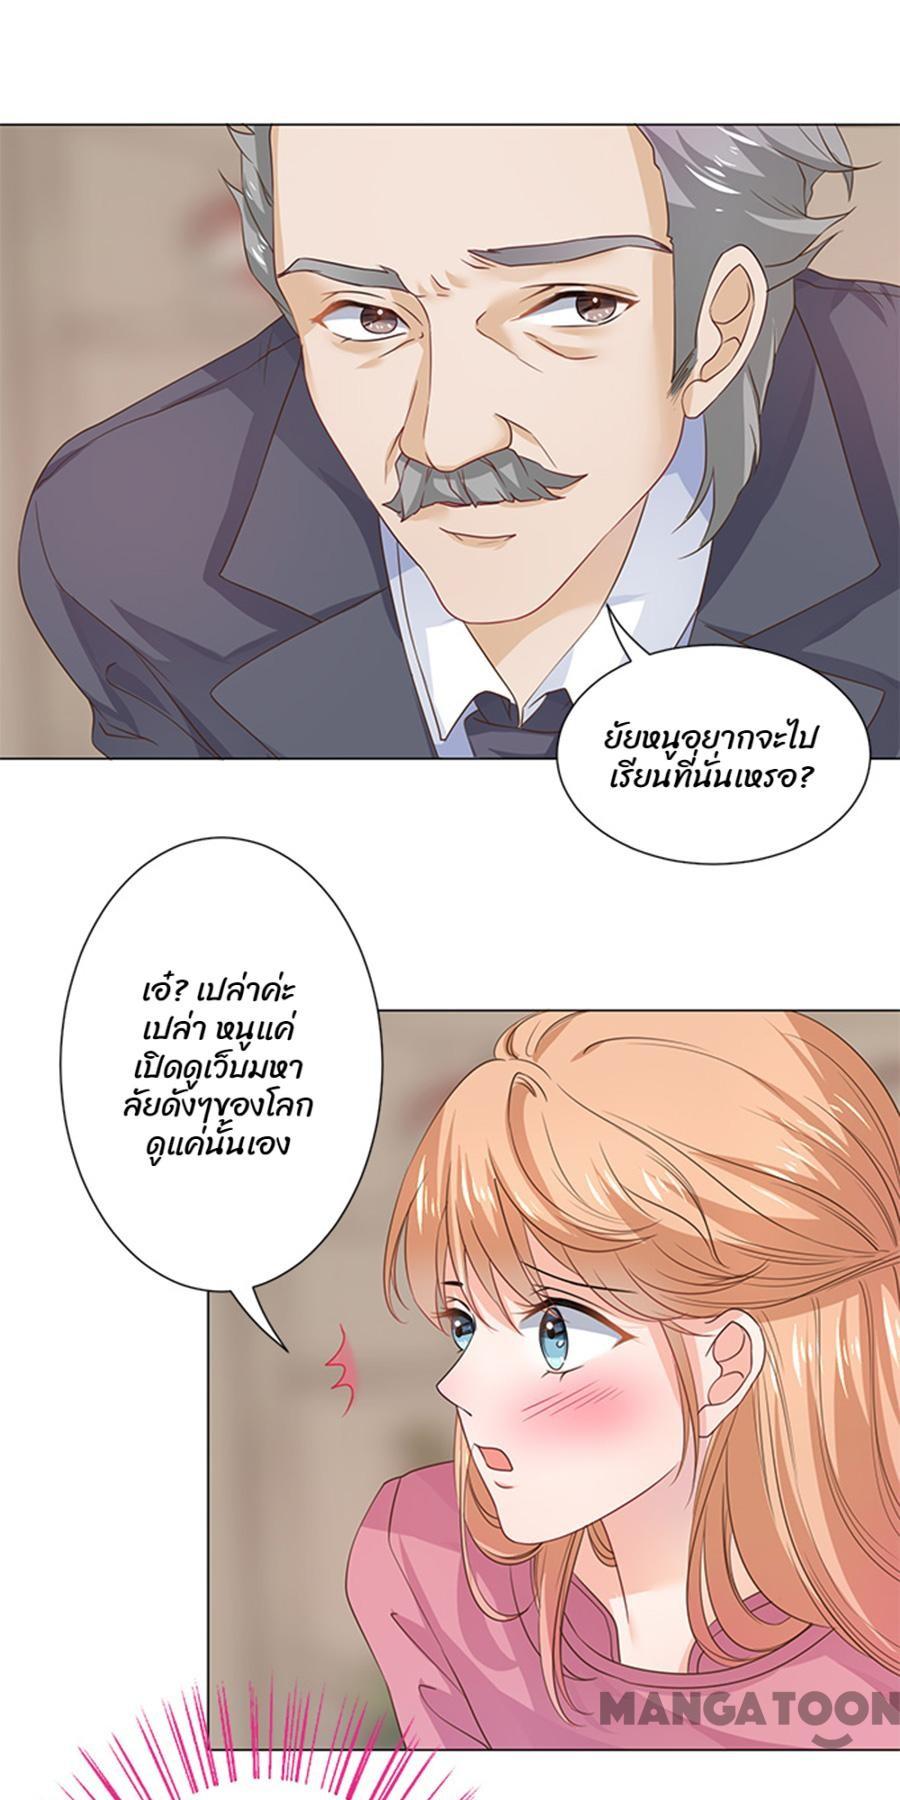 ยัยหนูอยากจะไป
เรียนที่นั่นเหรอ?
เอ๋? เปล่าค่ะ
เปล่า หนูแค่
เปิดดูเว็บมหา
ลัยดังๆของโลก
ดูแค่นั้นเอง
MANGATOON